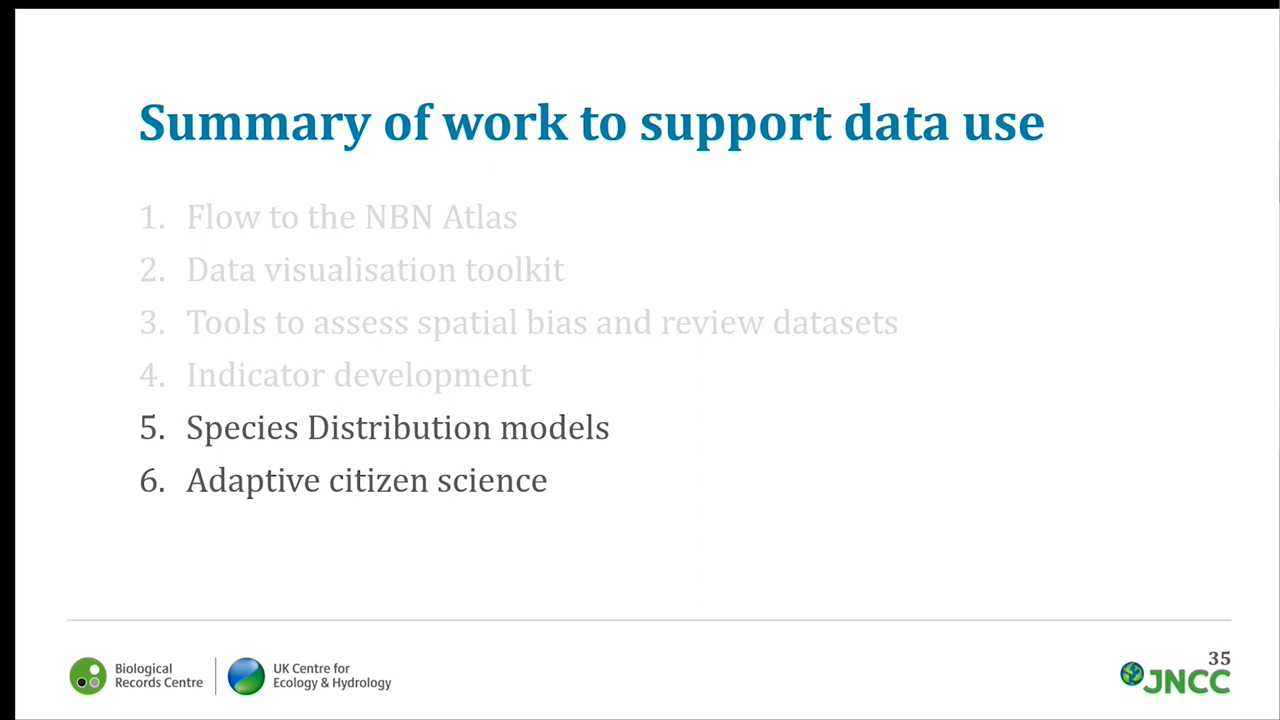 Summary of work to support data use
1. Flow to the NBN Atlas
2. Data visualisation toolkit
3. Tools to assess spatial bias and review datasets
4. Indicator development
5. Species Distribution models
6. Adaptive citizen science
Biological
Records Centre
UK Centre for
Ecology & Hydrology
35
JNCC